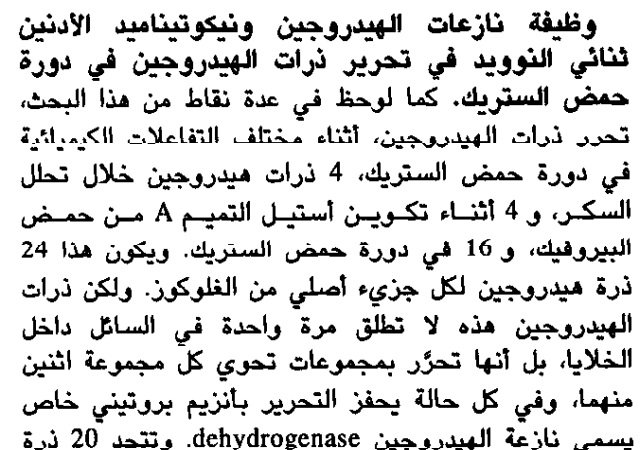 وظيفة نازعات الهيدروجين ونيكوتيناميد الأدنين
ثنائي النوويد في تحرير ذرات الهيدروجين في دورة
حمض الستريك. كما لوحظ في عدة نقاط من هذا البحث،
تحرر ذرات الهيدروجين، أثناء مختلف التفاعلات الكيميائية
في دورة حمض الستريك، 4 ذرات هيدروجين خلال تحلل
السكر، و 4 أثناء تكوين أستيل التميم A من حمض
البيروفيك، و 16 في دورة حمض الستريك. ويكون هذا 24
ذرة هيدروجين لكل جزيء أصلي من الغلوكوز. ولكن ذرات
الهيدروجين هذه لا تطلق مرة واحدة في السائل داخل
الخلايا، بل أنها تحرَّر بمجموعات تحوي كل مجموعة اثنين
منهما، وفي كل حالة يحفز التحرير بأنزيم بروتيني خاص
يسمى نازعة الهيدروجين dehydrogenase. وتتحد 20 ذرة